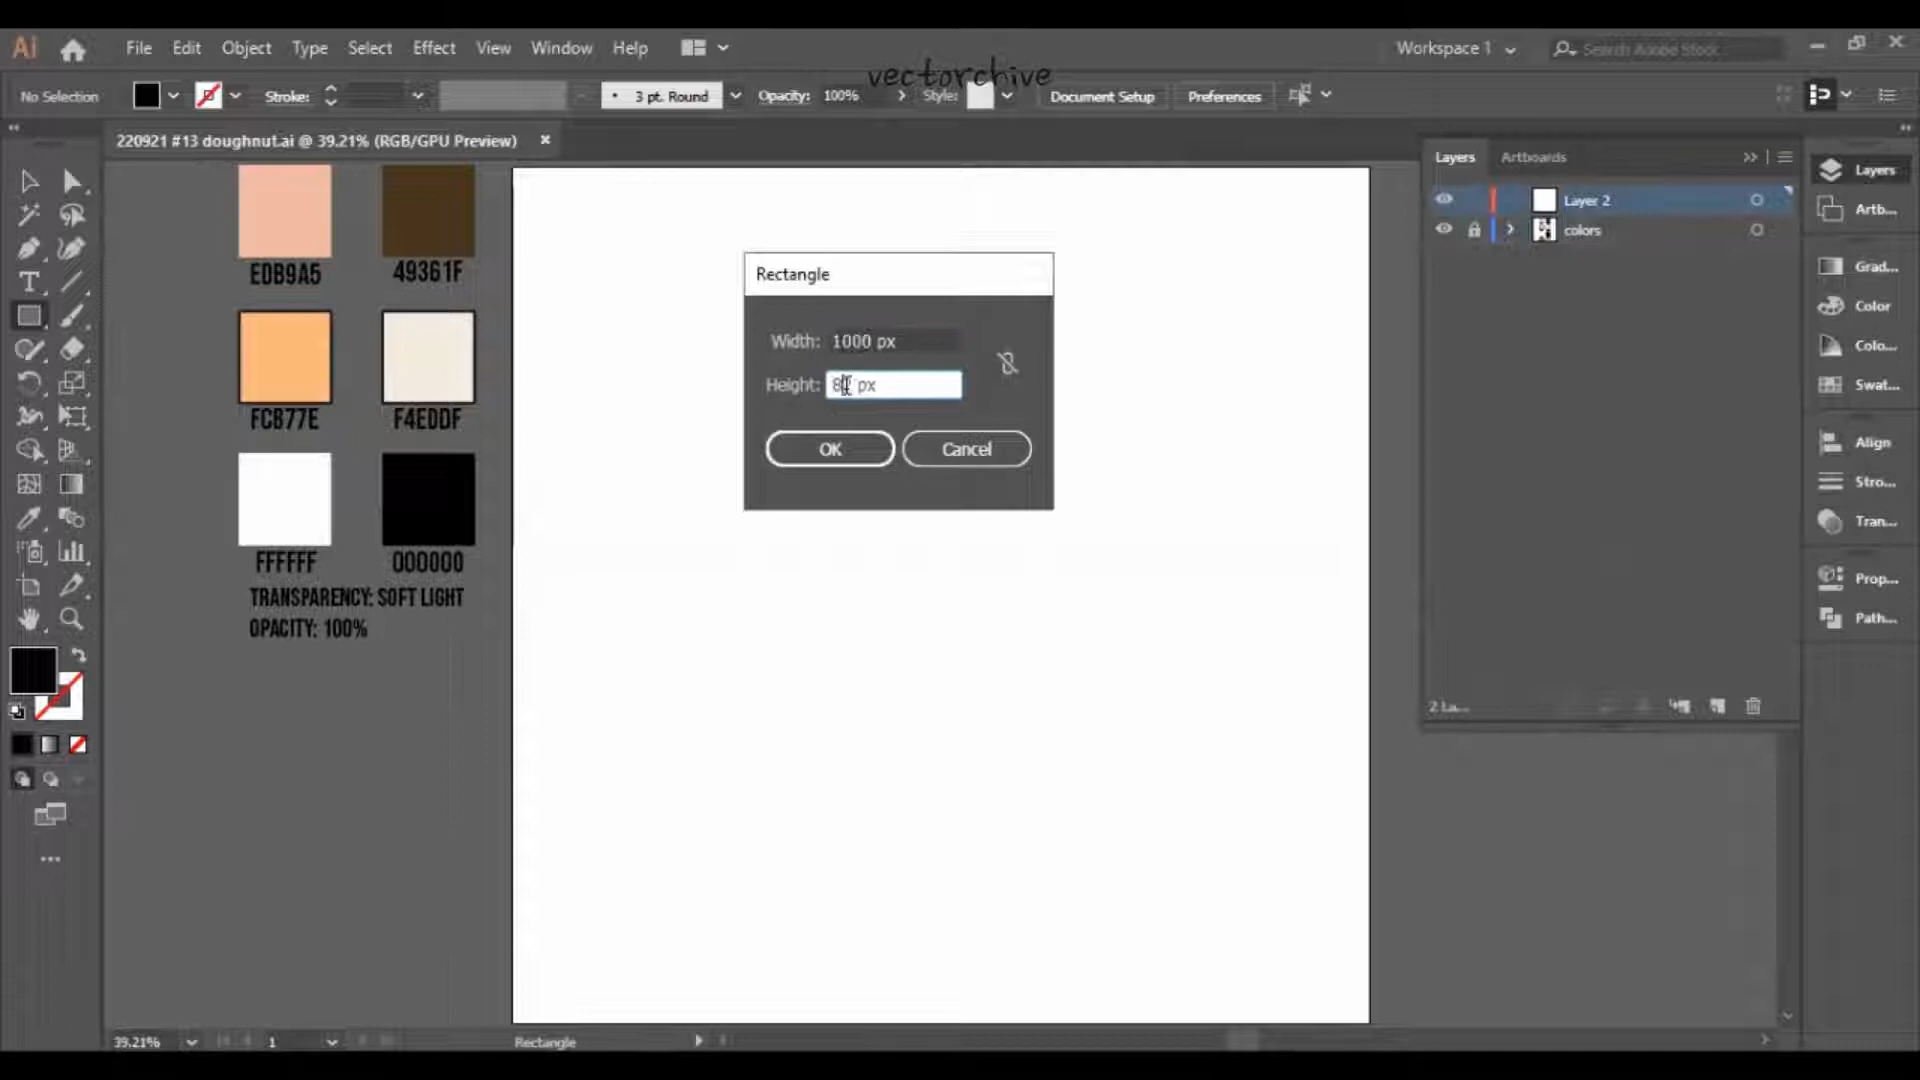 Ai File Edit Object Type Select Effect View Window Help Workspace 1 Search Adobe Stock...
vectorchive
No Selection Stroke: 3 pt. Round Opacity: 100% Style: Document Setup Preferences
220921 #13 doughnut.ai @ 39.21% (RGB/GPU Preview)
Layers Artboards
Layers
Layer 2
Artb...
colors
EDB9A5 49361F
Rectangle
Grad...
Color
Width: 1000 px
Colo...
Height: px
Swat...
FCB77E F4EDDF
OK Cancel
Align
Stro...
Tran...
FFFFFF 000000
Prop...
TRANSPARENCY: SOFT LIGHT
Path...
OPACITY: 100%
2 La...
39.21% 1 Rectangle